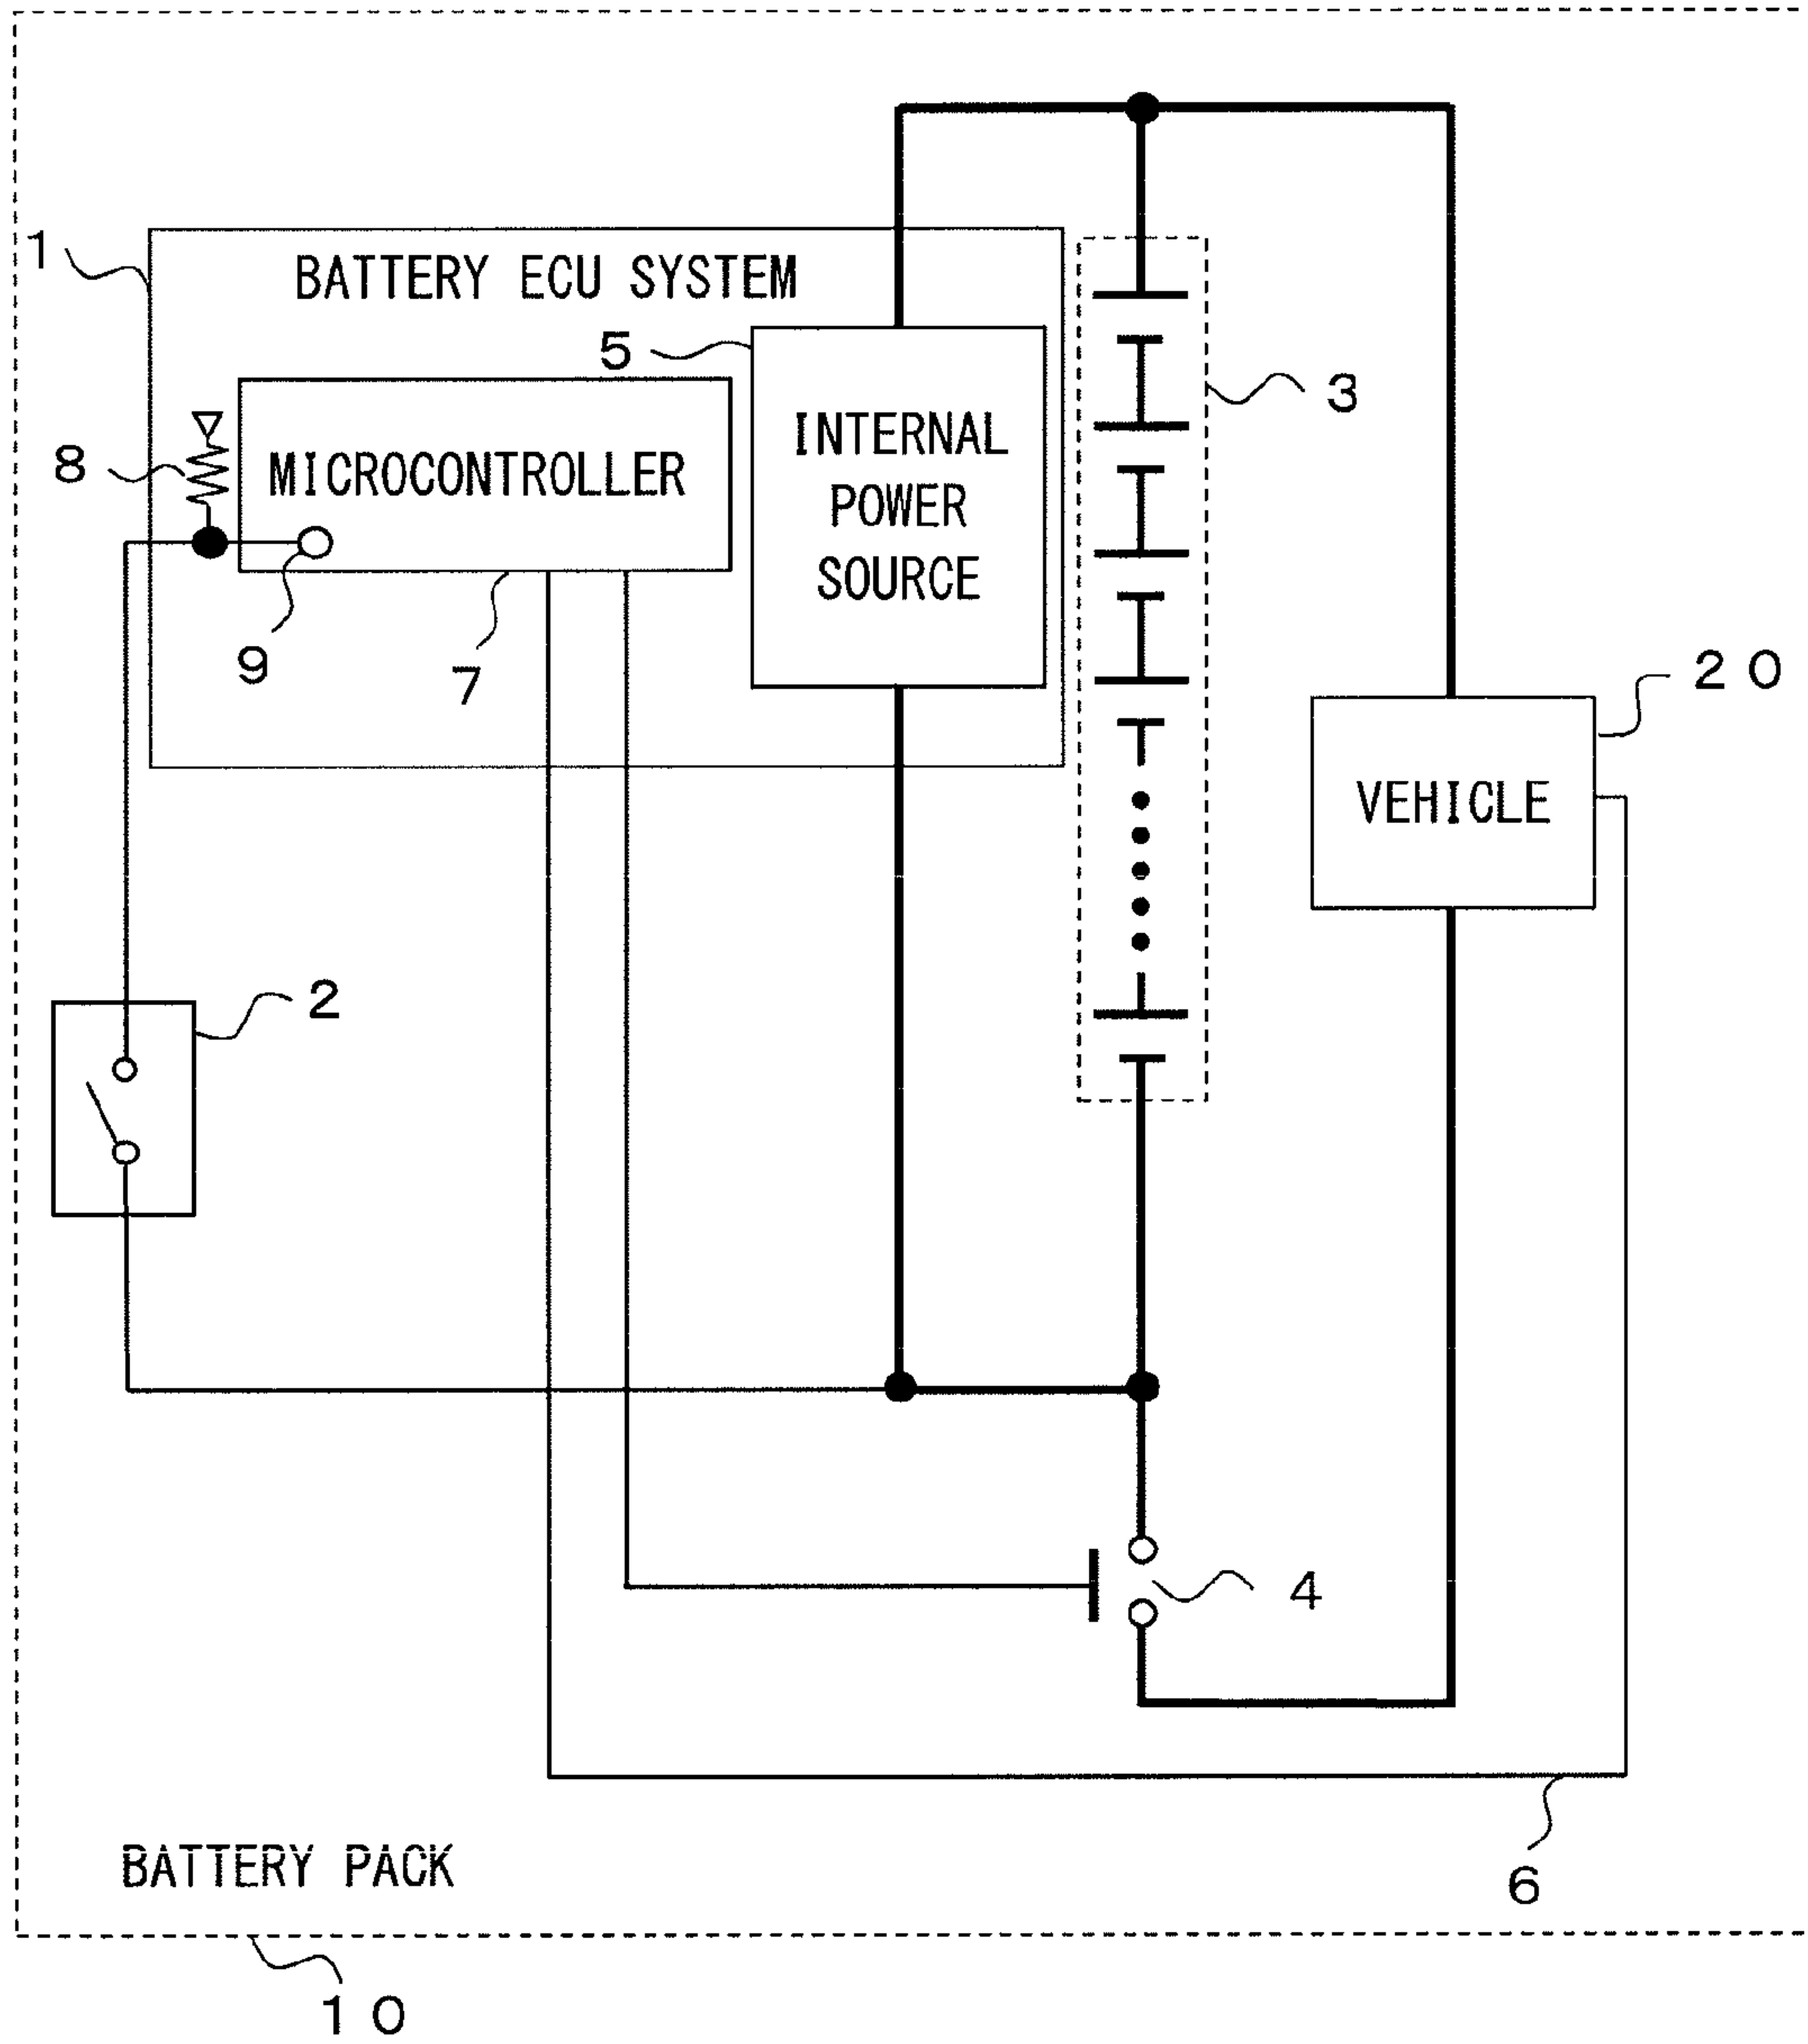 1
BATTERY ECU SYSTEM
5
3
8
MICROCONTROLLER
INTERNAL
POWER
SOURCE
9
7
20
VEHICLE
2
4
BATTERY PACK
6
10